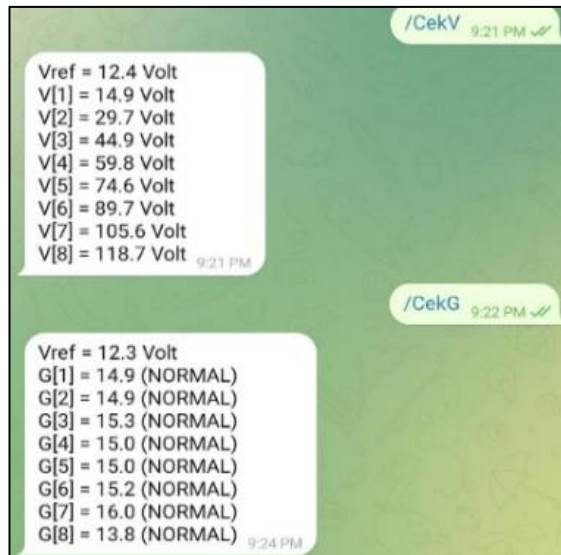 /CekV 9:21 PM
Vref = 12.4 Volt
V[1] = 14.9 Volt
V[2] = 29.7 Volt
V[3] = 44.9 Volt
V[4] = 59.8 Volt
V[5] = 74.6 Volt
V[6] = 89.7 Volt
V[7] = 105.6 Volt
V[8] = 118.7 Volt 9:21 PM
/CekG 9:22 PM
Vref = 12.3 Volt
G[1] = 14.9 (NORMAL)
G[2] = 14.9 (NORMAL)
G[3] = 15.3 (NORMAL)
G[4] = 15.0 (NORMAL)
G[5] = 15.0 (NORMAL)
G[6] = 15.2 (NORMAL)
G[7] = 16.0 (NORMAL)
G[8] = 13.8 (NORMAL) 9:24 PM